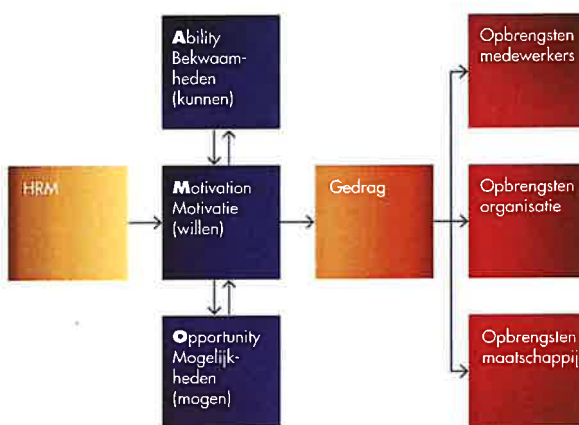 Ability
Bekwaam-
heden
(kunnen)
Opbrengsten
medewerkers
HRM
Motivation
Motivatie
(willen)
Gedrag
Opbrengsten
organisatie
Opportunity
Mogelijk-
heden
(mogen)
Opbrengsten
maatschappij